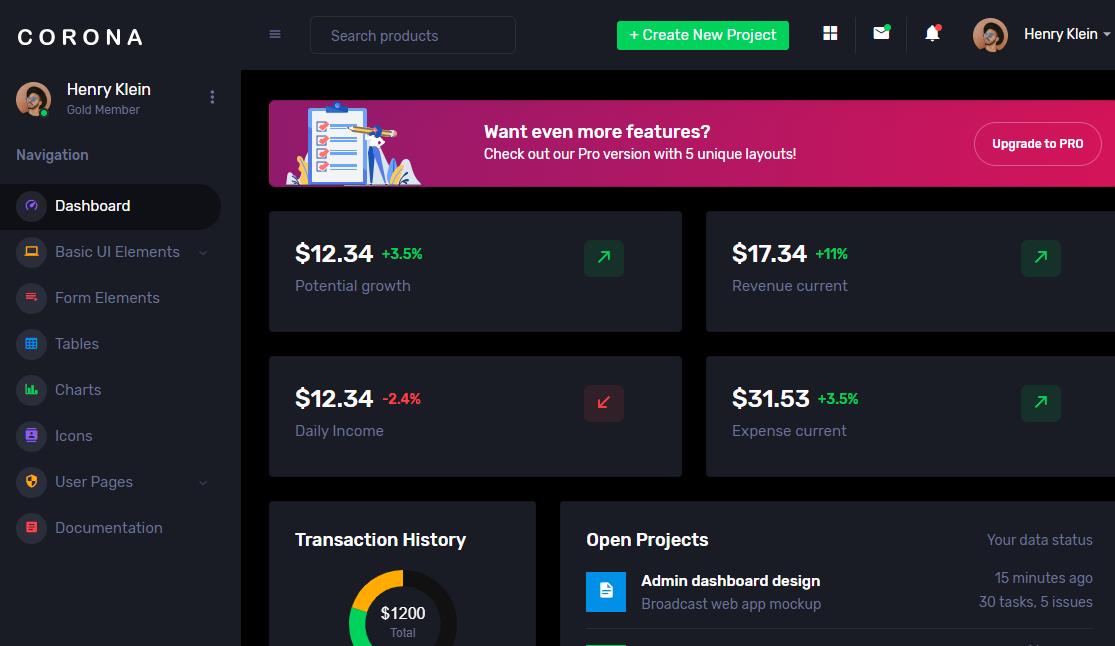 CORONA
Search products
+ Create New Project
Henry Klein
Henry Klein
Gold Member
Navigation
Dashboard
Basic UI Elements
Form Elements
Tables
Charts
Icons
User Pages
Documentation
Want even more features?
Check out our Pro version with 5 unique layouts!
Upgrade to PRO
$12.34 +3.5%
Potential growth
$17.34 +11%
Revenue current
$12.34 -2.4%
Daily Income
$31.53 +3.5%
Expense current
Transaction History
$1200
Total
Open Projects
Your data status
Admin dashboard design
15 minutes ago
Broadcast web app mockup
30 tasks, 5 issues